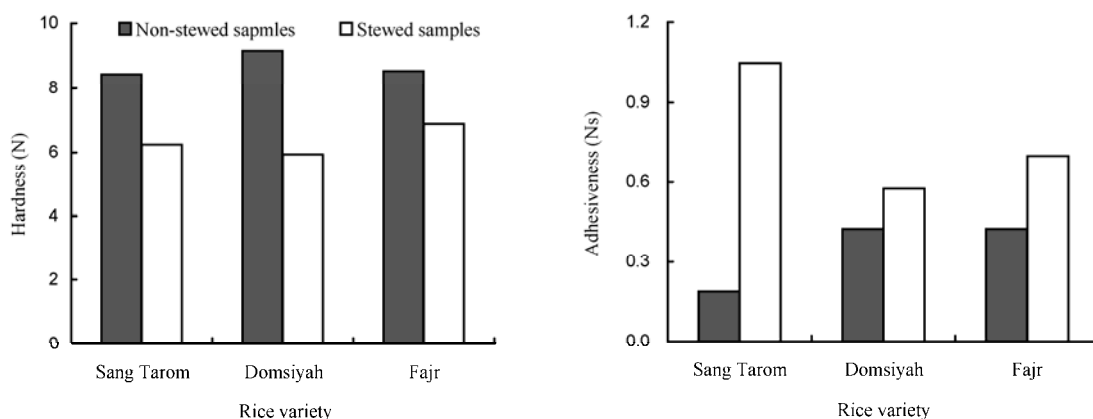 10
8
6
4
2
0
Hardness (N)
Non-stewed sapmles
Stewed samples
Sang Tarom
Domsiyah
Fajr
Rice variety
1.2
0.9
0.6
0.3
0.0
Adhesiveness (Ns)
Sang Tarom
Domsiyah
Fajr
Rice variety